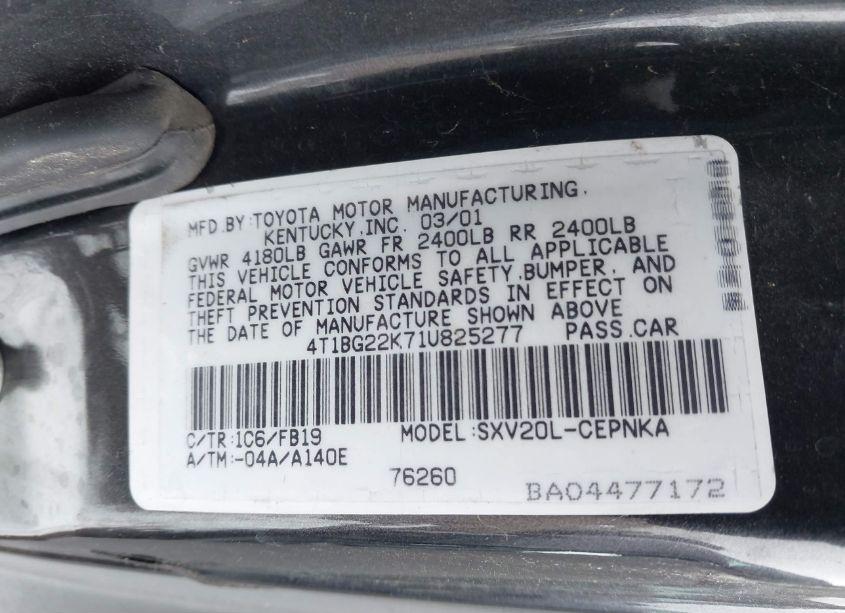 MFD.BY:TOYOTA MOTOR MANUFACTURING,
KENTUCKY,INC. 03/01
GVWR 4180LB GAWR FR 2400LB RR 2400LB
THIS VEHICLE CONFORMS TO ALL APPLICABLE
FEDERAL MOTOR VEHICLE SAFETY,BUMPER, AND
THEFT PREVENTION STANDARDS IN EFFECT ON
THE DATE OF MANUFACTURE SHOWN ABOVE
4T1BG22K71U825277 PASS.CAR
C/TR:1C6/FB19 MODEL:SXV20L-CEPNKA
A/TM:-04A/A140E
76260
BA04477172